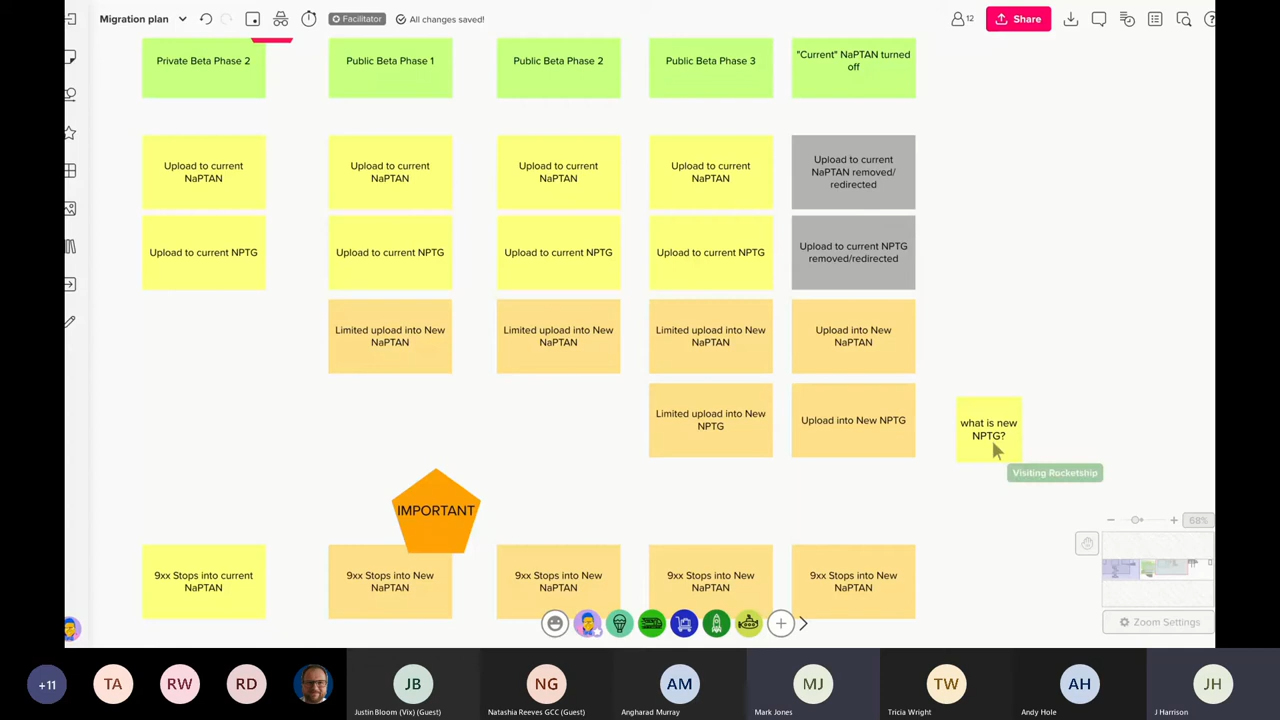 Migration plan
Facilitator
All changes saved!
12
Share
?
Private Beta Phase 2
Public Beta Phase 1
Public Beta Phase 2
Public Beta Phase 3
"Current" NaPTAN turned
off
Upload to current
NaPTAN
Upload to current
NaPTAN
Upload to current
NaPTAN
Upload to current
NaPTAN
Upload to current
NaPTAN removed/
redirected
Upload to current NPTG
Upload to current NPTG
Upload to current NPTG
Upload to current NPTG
Upload to current NPTG
removed/redirected
Limited upload into New
NaPTAN
Limited upload into New
NaPTAN
Limited upload into New
NaPTAN
Upload into New
NaPTAN
Limited upload into New
NPTG
Upload into New NPTG
what is new
NPTG?
Visiting Rocketship
IMPORTANT
68%
9xx Stops into current
NaPTAN
9xx Stops into New
NaPTAN
9xx Stops into New
NaPTAN
9xx Stops into New
NaPTAN
9xx Stops into New
NaPTAN
Zoom Settings
+11
TA
RW
RD
JB
Justin Bloom (Vix) (Guest)
NG
Natashia Reeves GCC (Guest)
AM
Angharad Murray
MJ
Mark Jones
TW
Tricia Wright
AH
Andy Hole
JH
J Harrison